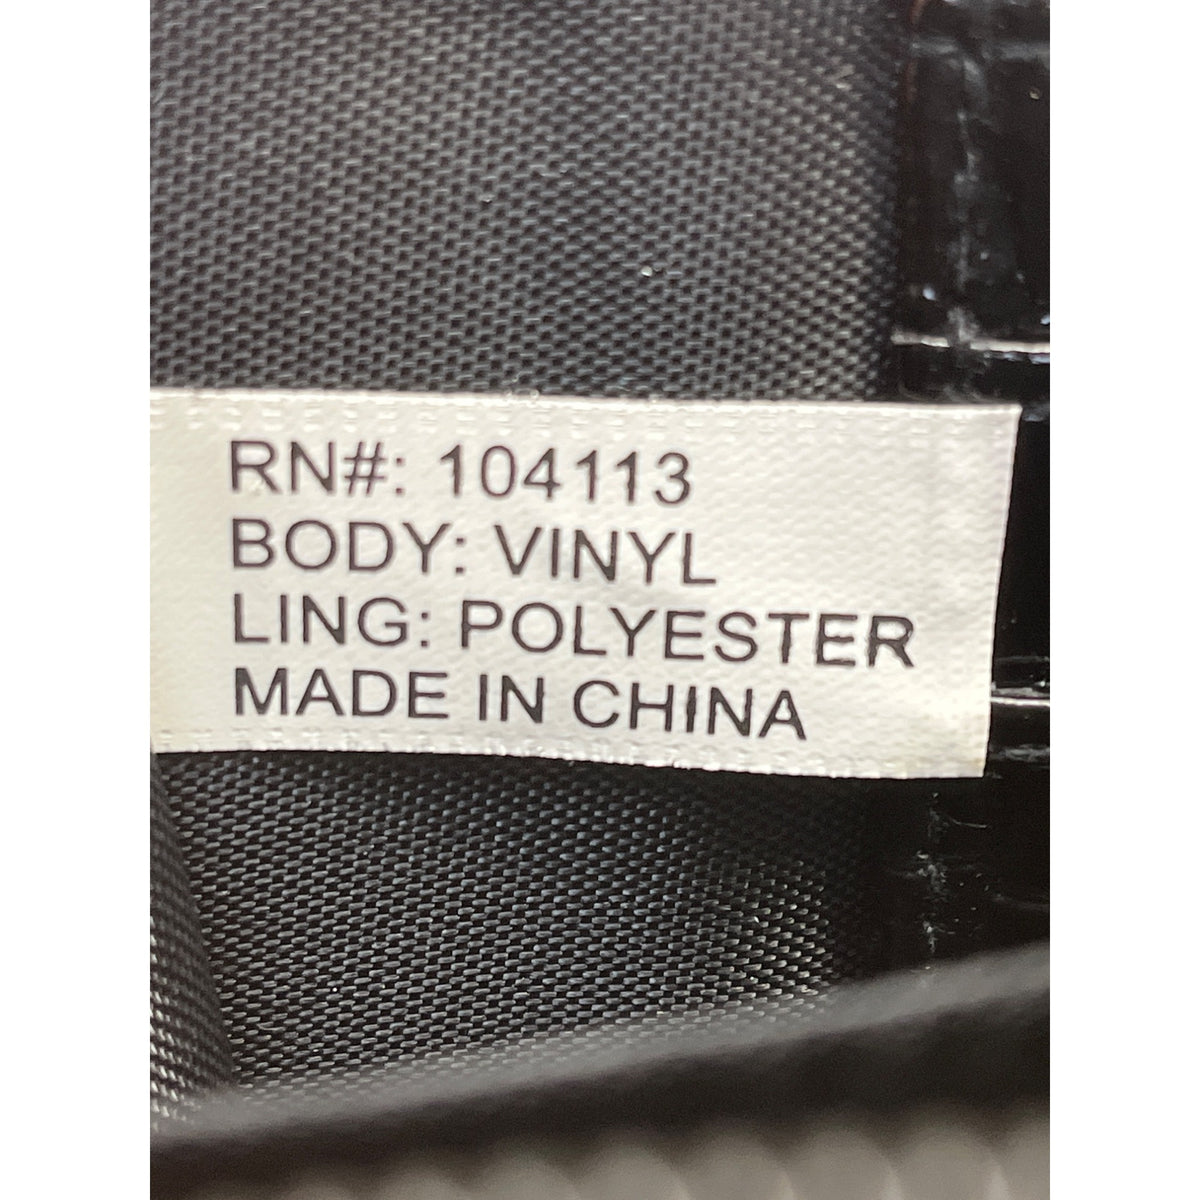 RN#: 104113
BODY: VINYL
LING: POLYESTER
MADE IN CHINA